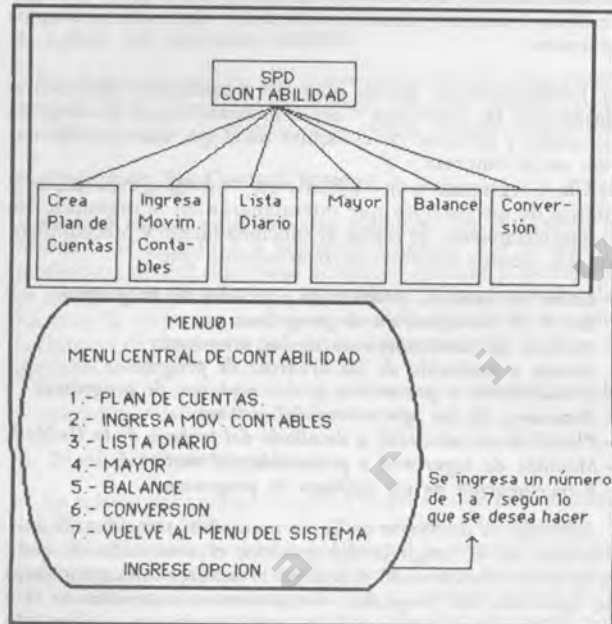 SPD
CONTABILIDAD
Crea
Plan de
Cuentas
Ingresa
Movim
Conta-
bles
Lista
Diario
Mayor
Balance
Conver-
sión
MENU01
MENU CENTRAL DE CONTABILIDAD
1.- PLAN DE CUENTAS.
2.- INGRESA MOV. CONTABLES
3.- LISTA DIARIO
4.- MAYOR
5.- BALANCE
6.- CONVERSION
7.- VUELVE AL MENU DEL SISTEMA
INGRESE OPCION
Se ingresa un número
de 1 a 7 según lo
que se desea hacer